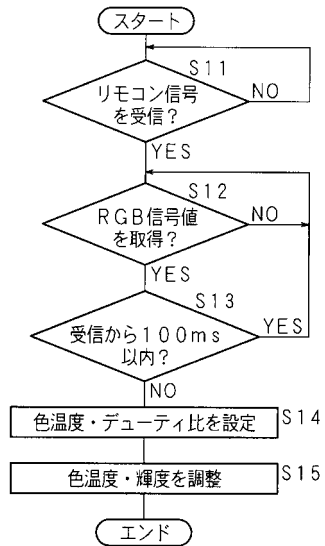 スタート
S11
リモコン信号
を受信？
NO
YES
S12
RGB信号値
を取得？
NO
YES
S13
受信から100ms
以内？
YES
NO
色温度・デューティ比を設定
S14
色温度・輝度を調整
S15
エンド